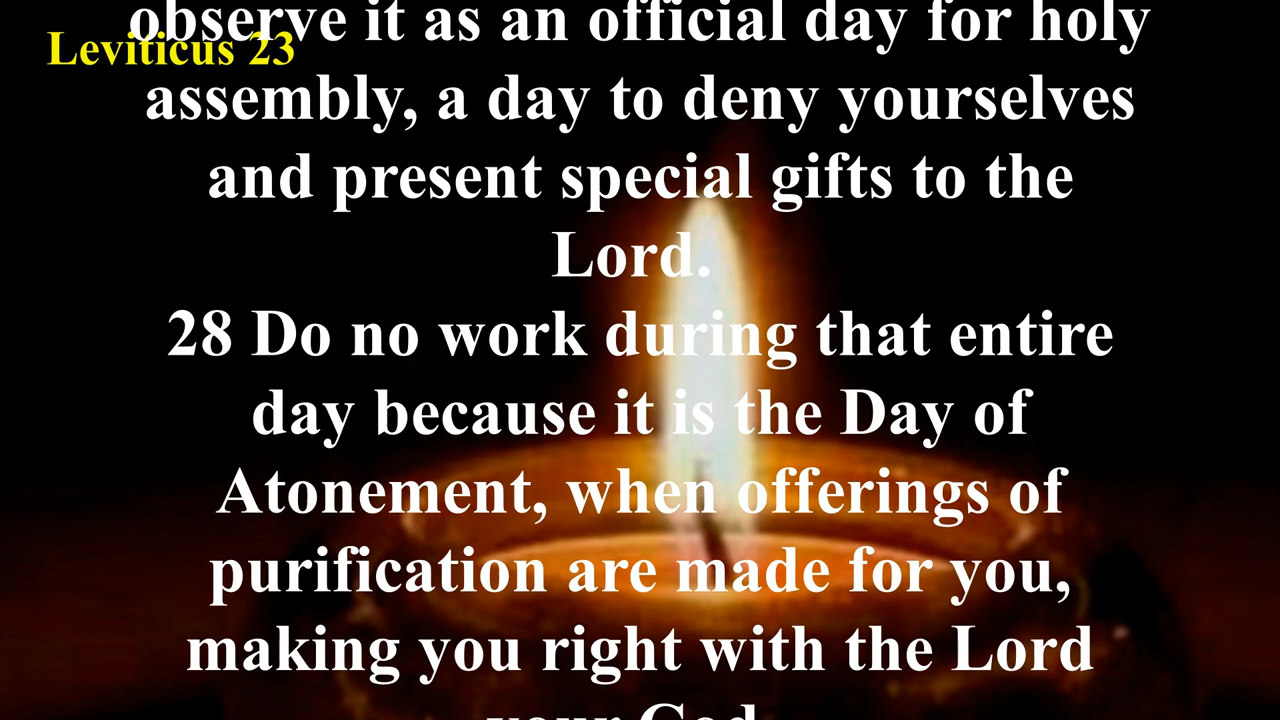 observe it as an official day for holy
Leviticus 23
assembly, a day to deny yourselves
and present special gifts to the
Lord.
28 Do no work during that entire
day because it is the Day of
Atonement, when offerings of
purification are made for you,
making you right with the Lord
your God.